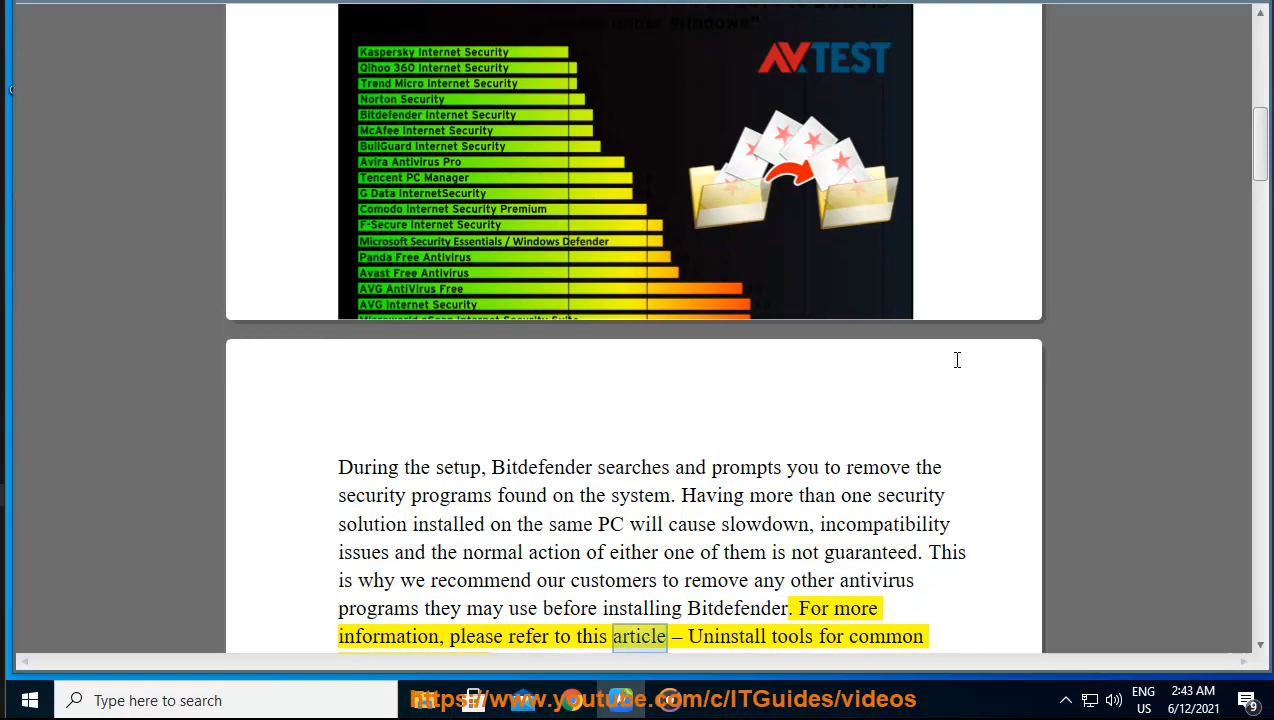 under Windows"
Kaspersky Internet Security
AVTEST
Qihoo 360 Internet Security
Trend Micro Internet Security
Norton Security
Bitdefender Internet Security
McAfee Internet Security
BullGuard Internet Security
Avira Antivirus Pro
Tencent PC Manager
G Data InternetSecurity
Comodo Internet Security Premium
F-Secure Internet Security
Microsoft Security Essentials / Windows Defender
Panda Free Antivirus
Avast Free Antivirus
AVG AntiVirus Free
AVG Internet Security
Microworld eScan Internet Security Suite
During the setup, Bitdefender searches and prompts you to remove the
security programs found on the system. Having more than one security
solution installed on the same PC will cause slowdown, incompatibility
issues and the normal action of either one of them is not guaranteed. This
is why we recommend our customers to remove any other antivirus
programs they may use before installing Bitdefender. For more
information, please refer to this article – Uninstall tools for common
Type here to search
https://www.youtube.com/c/ITGuides/videos
ENG
US
2:43 AM
6/12/2021
9